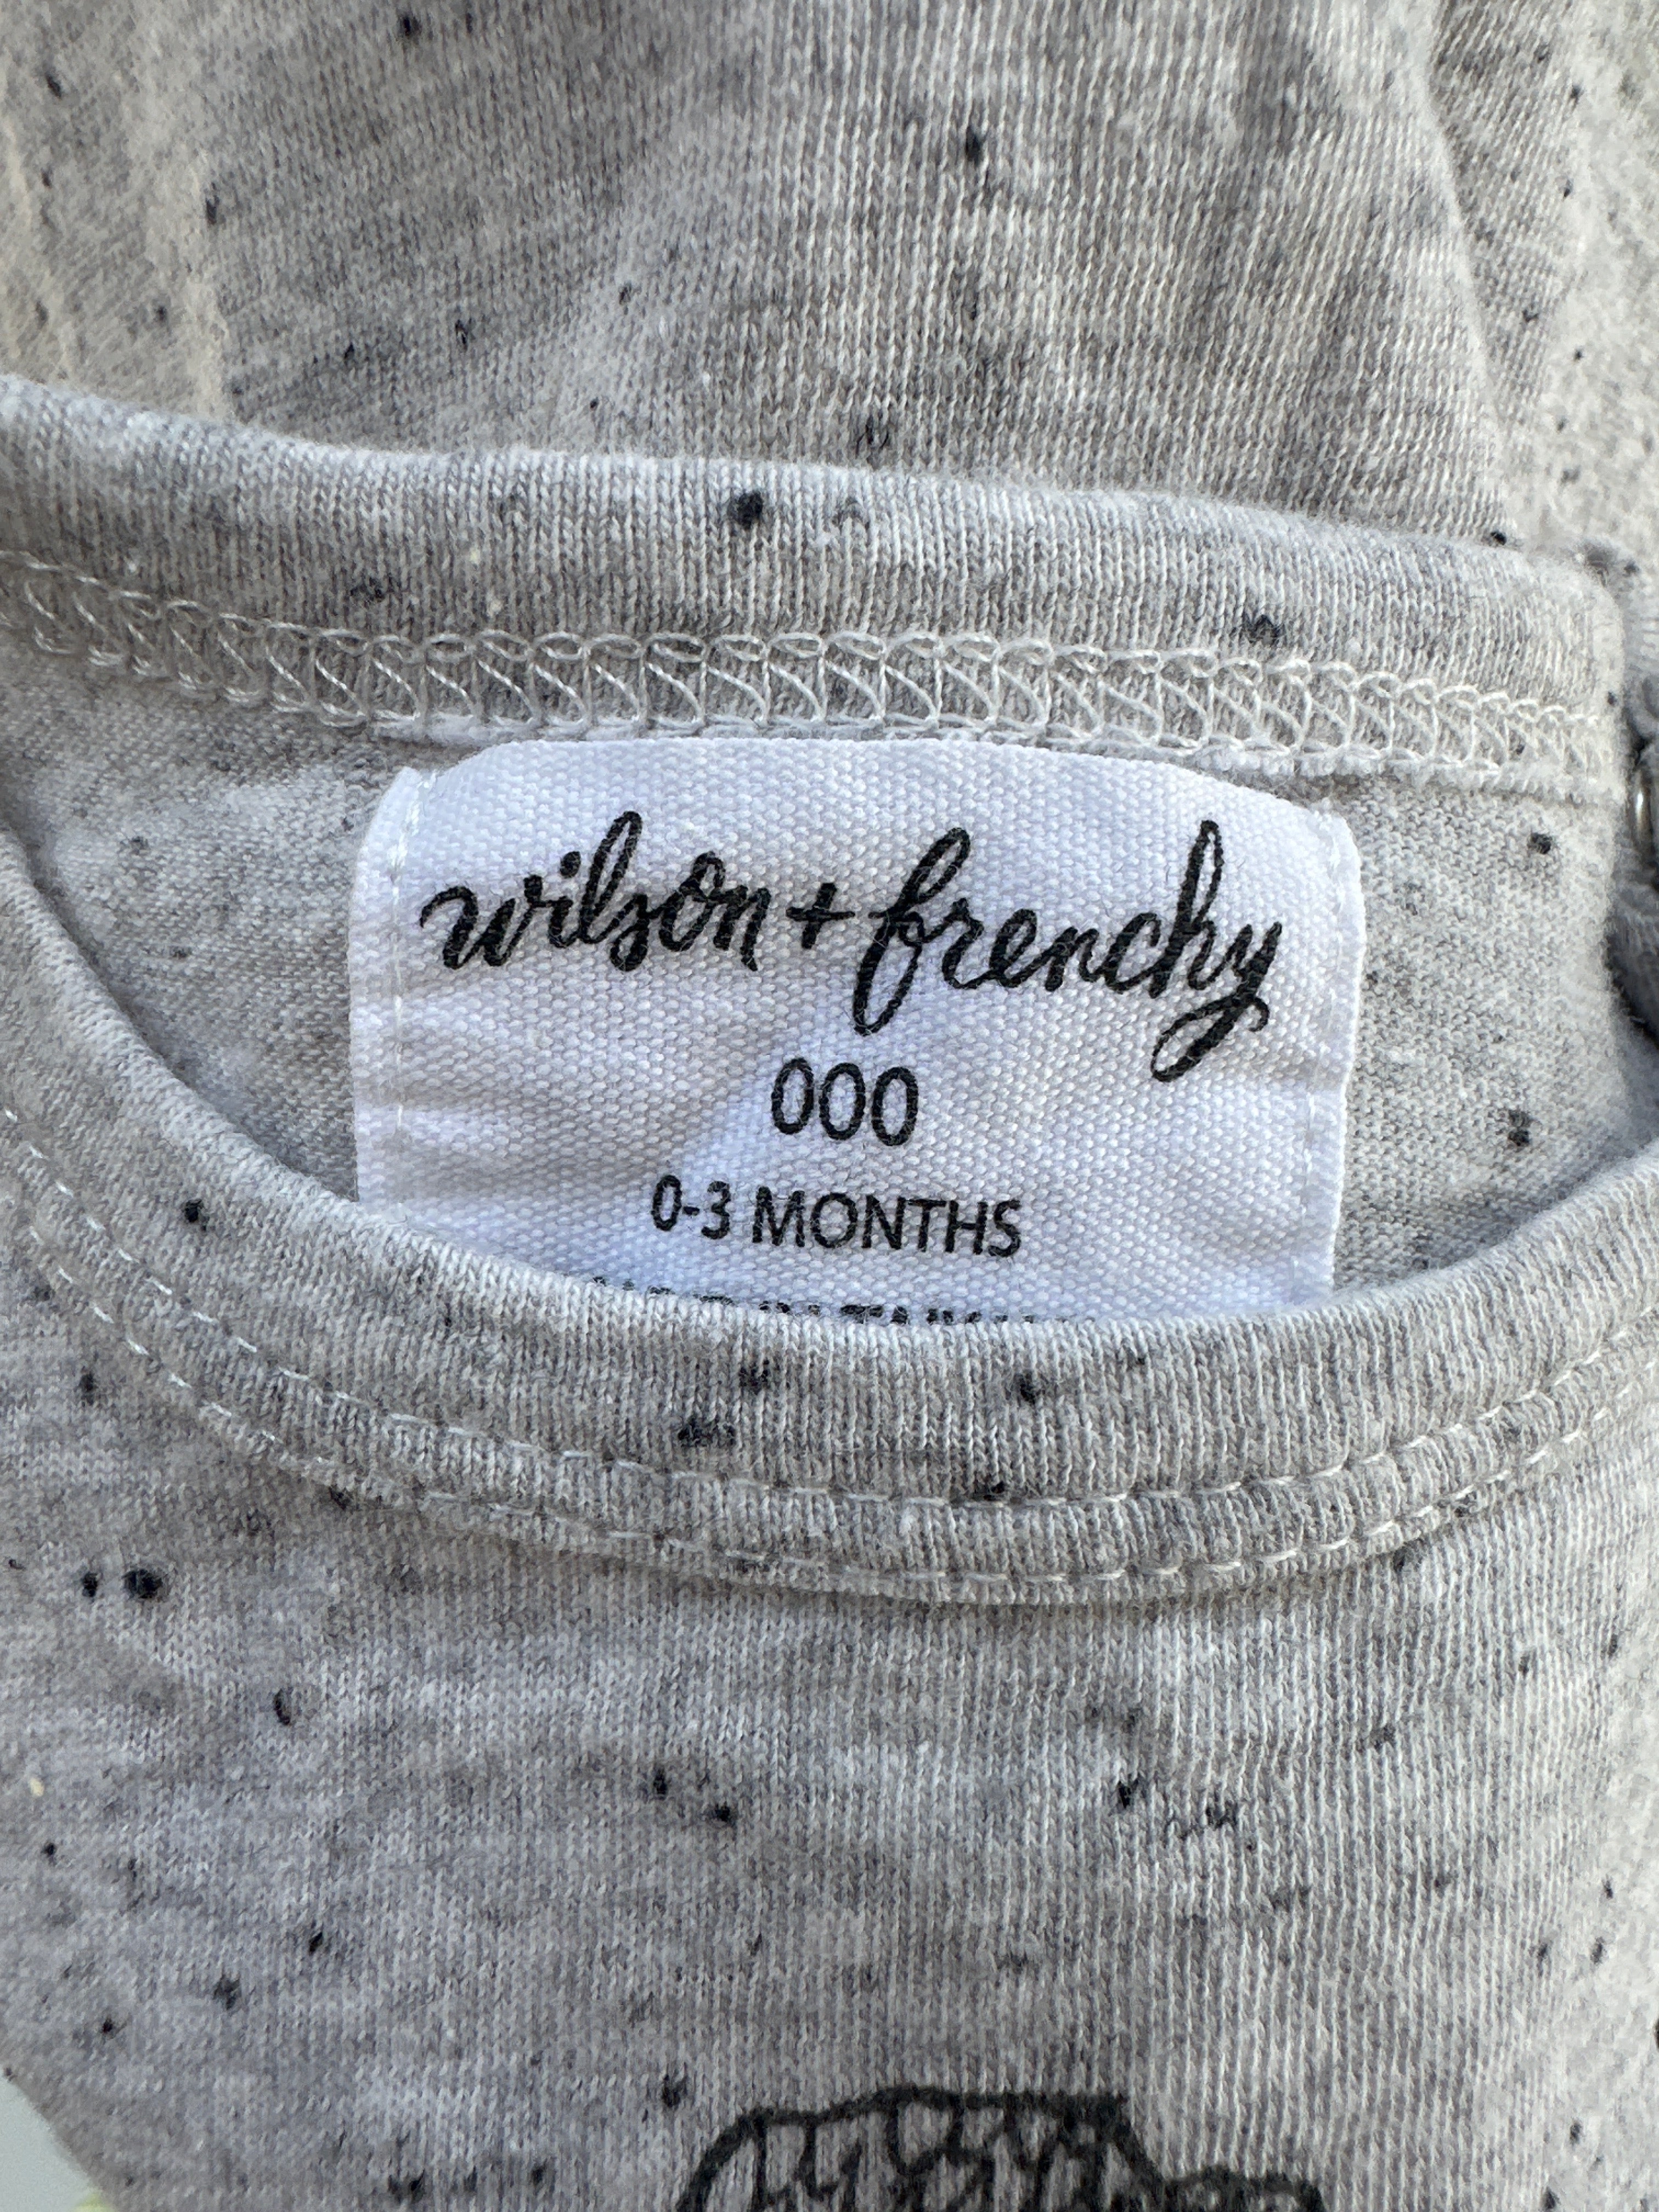 wilson + frenchy
000
0-3 MONTHS